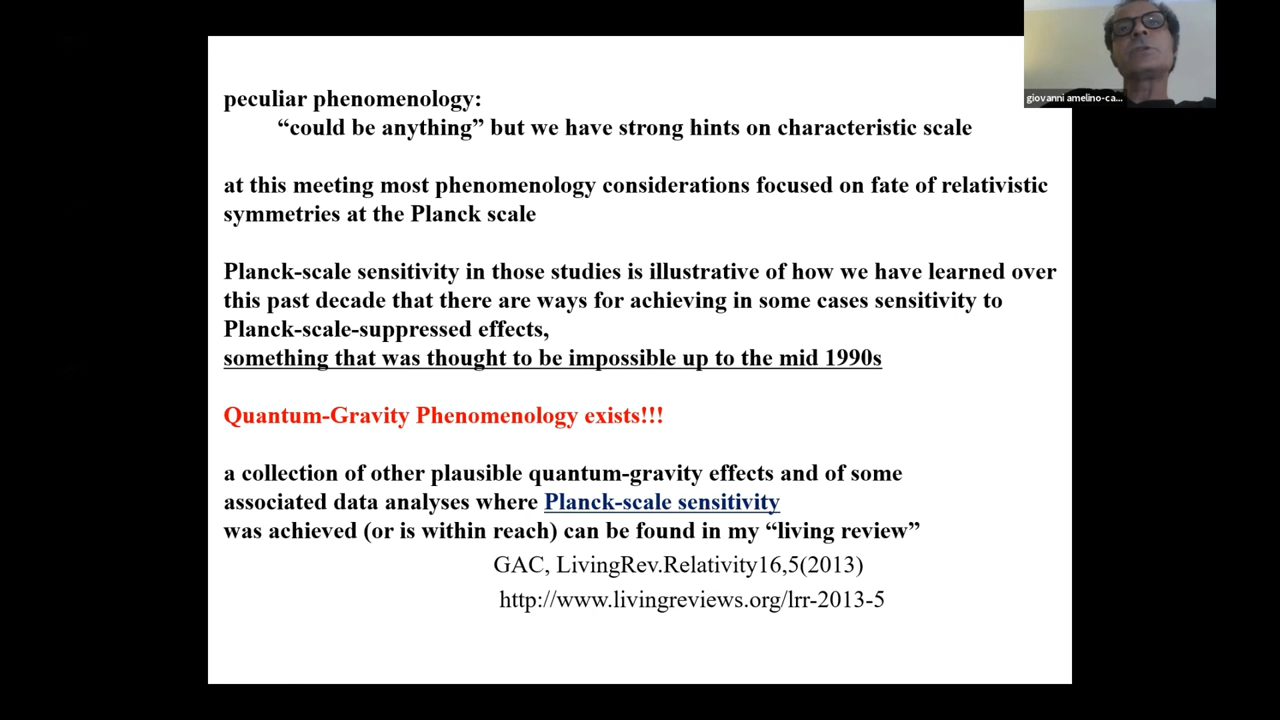 peculiar phenomenology:
“could be anything” but we have strong hints on characteristic scale
at this meeting most phenomenology considerations focused on fate of relativistic
symmetries at the Planck scale
Planck-scale sensitivity in those studies is illustrative of how we have learned over
this past decade that there are ways for achieving in some cases sensitivity to
Planck-scale-suppressed effects,
something that was thought to be impossible up to the mid 1990s
Quantum-Gravity Phenomenology exists!!!
a collection of other plausible quantum-gravity effects and of some
associated data analyses where Planck-scale sensitivity
was achieved (or is within reach) can be found in my “living review”
GAC, LivingRev.Relativity16,5(2013)
http://www.livingreviews.org/lrr-2013-5
giovanni amelino-ca...